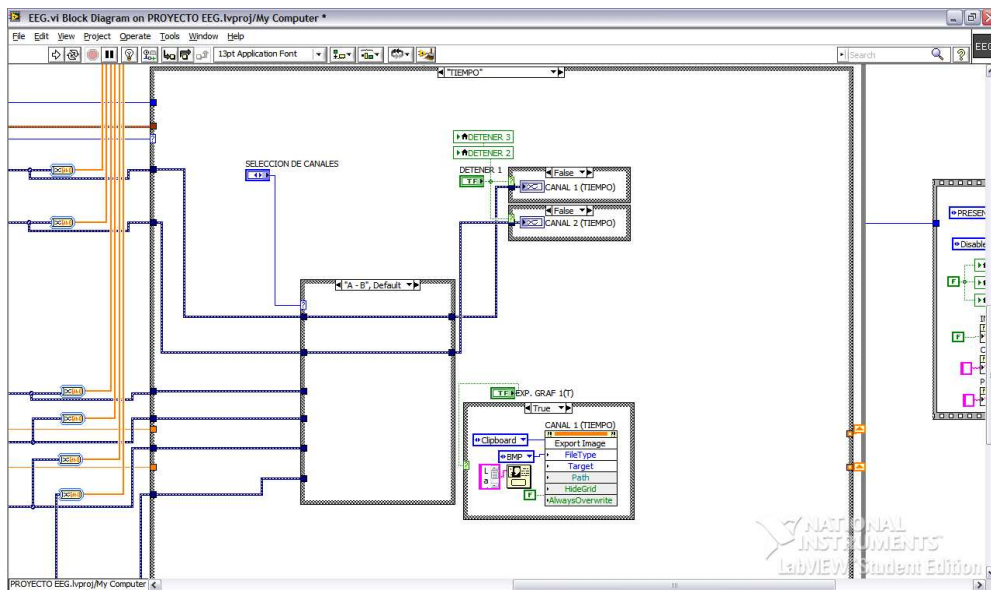 EEG.vi Block Diagram on PROYECTO EEG.lvproj/My Computer *
File Edit View Project Operate Tools Window Help
13pt Application Font
Search
EEG
"TIEMPO"
DETENER 3
DETENER 2
SELECCION DE CANALES
DETENER 1
TF
False
CANAL 1 (TIEMPO)
False
CANAL 2 (TIEMPO)
PRESEN
Disable
F
"A - B", Default
F
EXP. GRAF 1(T)
TF
True
CANAL 1 (TIEMPO)
Clipboard
Export Image
BMP
FileType
Target
Path
F
HideGrid
AlwaysOverwrite
L
a
NATIONAL
INSTRUMENTS
LabVIEW Student Edition
PROYECTO EEG.lvproj/My Computer